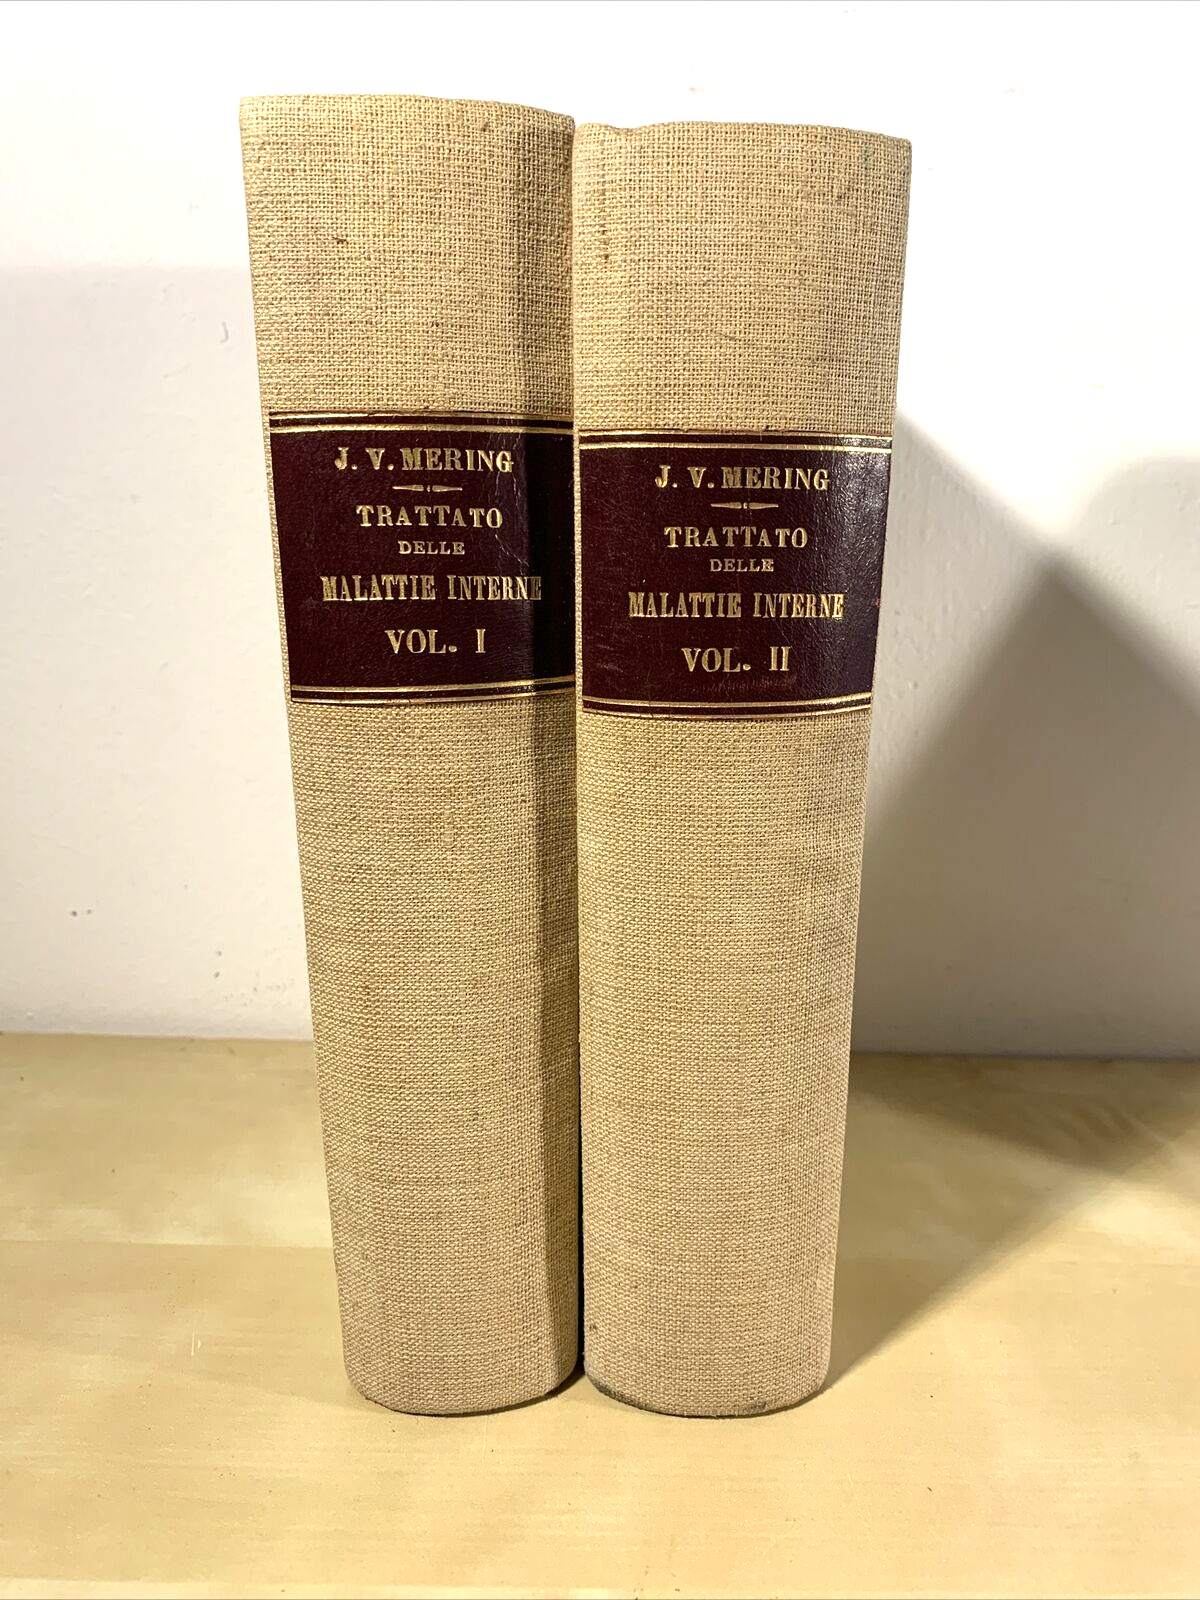 J. V. MERING
TRATTATO
DELLE
MALATTIE INTERNE
VOL. I
J. V. MERING
TRATTATO
DELLE
MALATTIE INTERNE
VOL. II